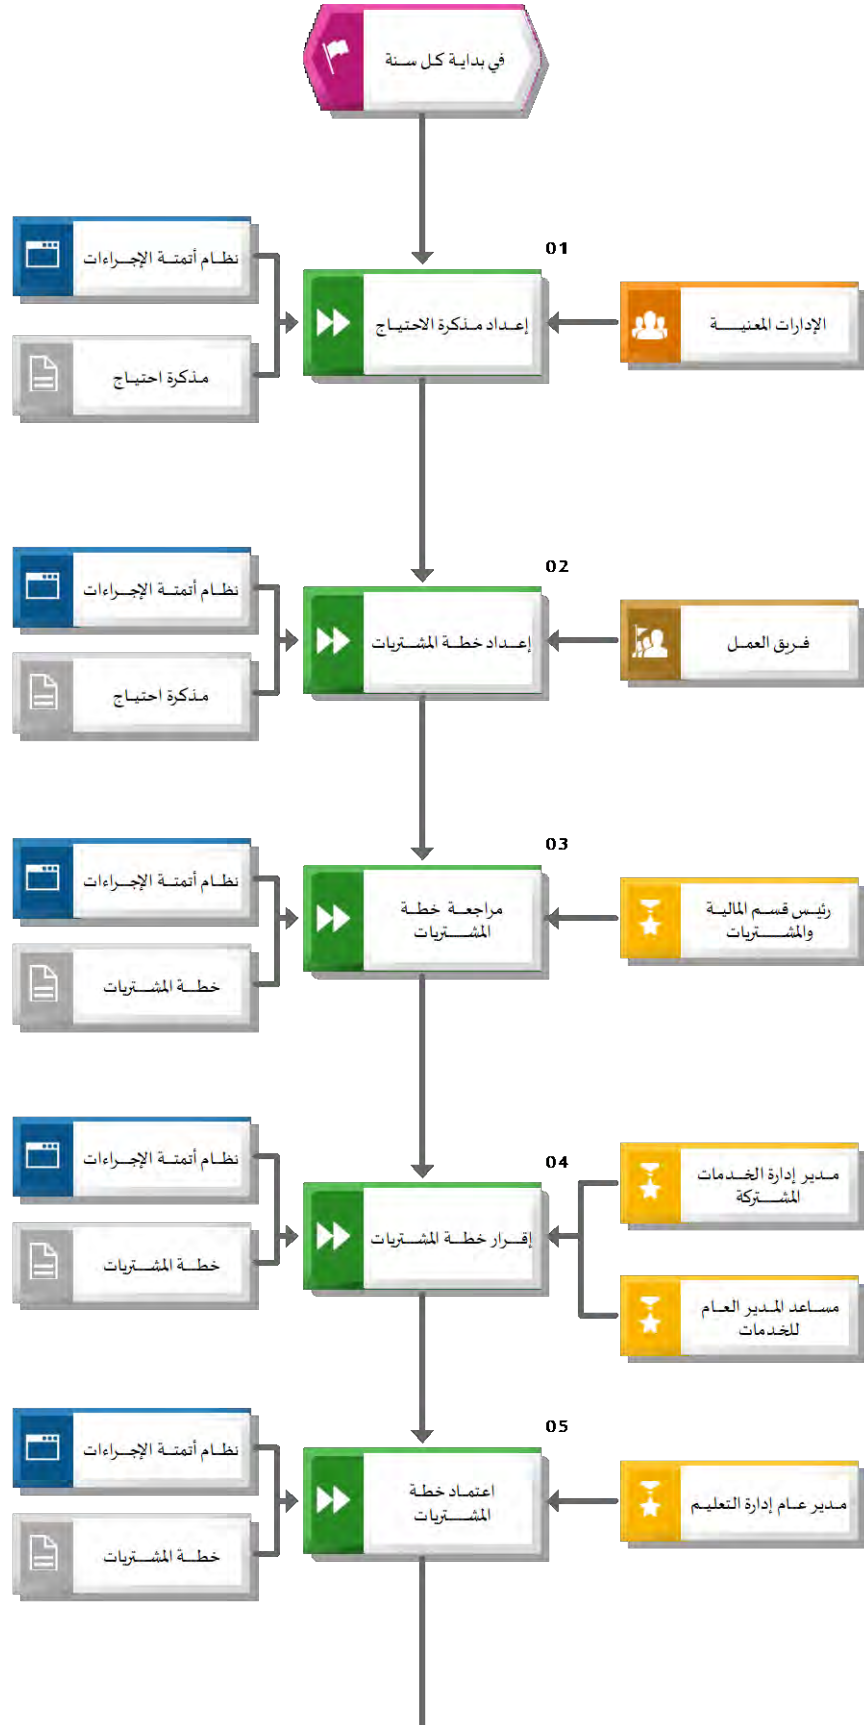 في بداية كل سنة
01
الإدارات المعنية
إعداد مذكرة الاحتياج
نظام أتمتة الإجراءات
مذكرة احتياج
02
فريق العمل
إعداد خطة المشتريات
نظام أتمتة الإجراءات
مذكرة احتياج
03
رئيس قسم المالية
والمشتريات
مراجعة خطة
المشتريات
نظام أتمتة الإجراءات
خطة المشتريات
04
مدير إدارة الخدمات
المشتركة
مساعد المدير العام
للخدمات
إقرار خطة المشتريات
نظام أتمتة الإجراءات
خطة المشتريات
05
مدير عام إدارة التعليم
اعتماد خطة
المشتريات
نظام أتمتة الإجراءات
خطة المشتريات